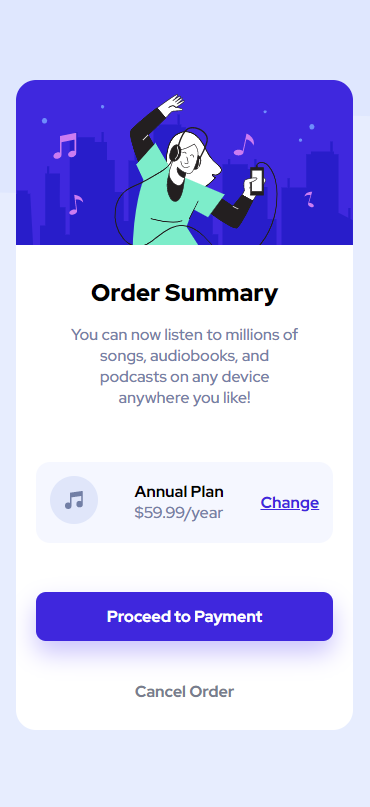 Order Summary
You can now listen to millions of
songs, audiobooks, and
podcasts on any device
anywhere you like!
Annual Plan
$59.99/year
Change
Proceed to Payment
Cancel Order